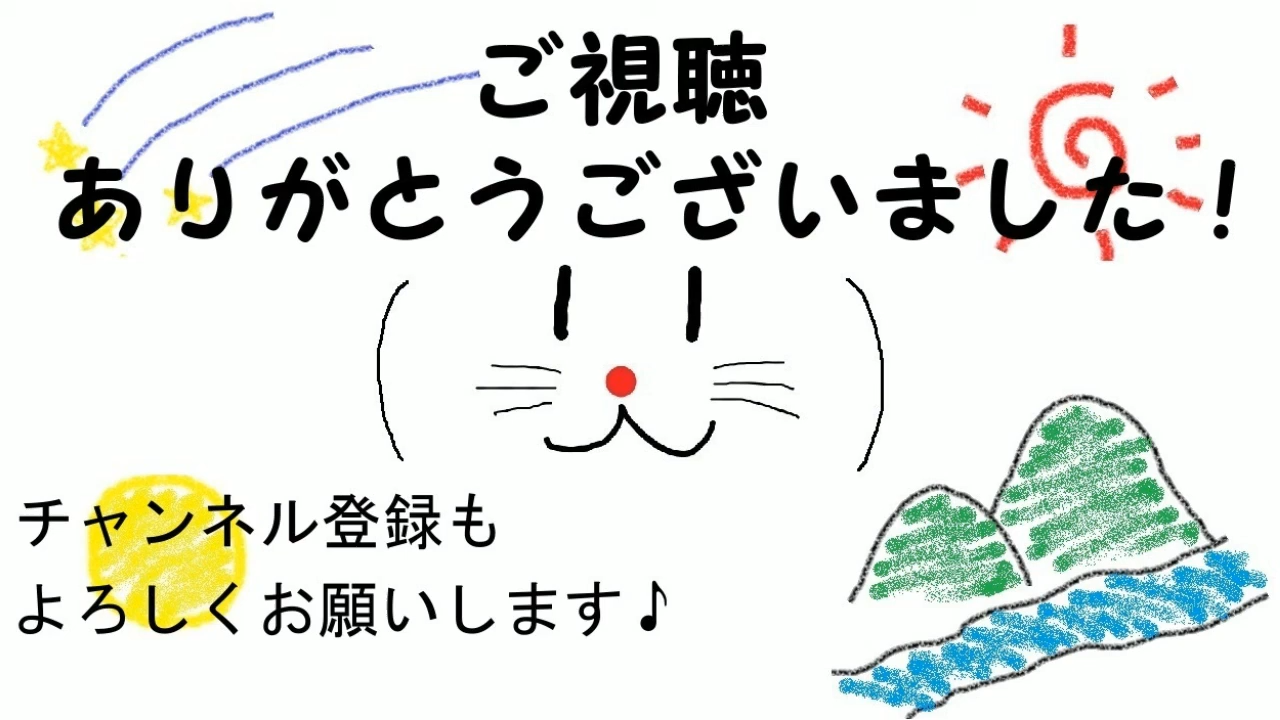 ご視聴
ありがとうございました！
チャンネル登録も
よろしくお願いします♪